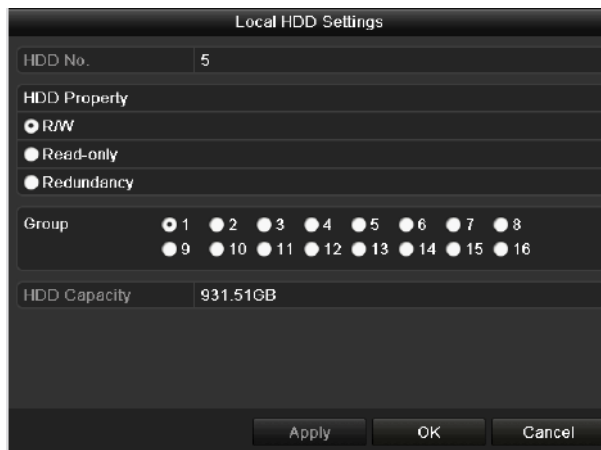 Local HDD Settings
HDD No. 5
HDD Property
R/W
Read-only
Redundancy
Group 1 2 3 4 5 6 7 8
9 10 11 12 13 14 15 16
HDD Capacity 931.51GB
Apply OK Cancel